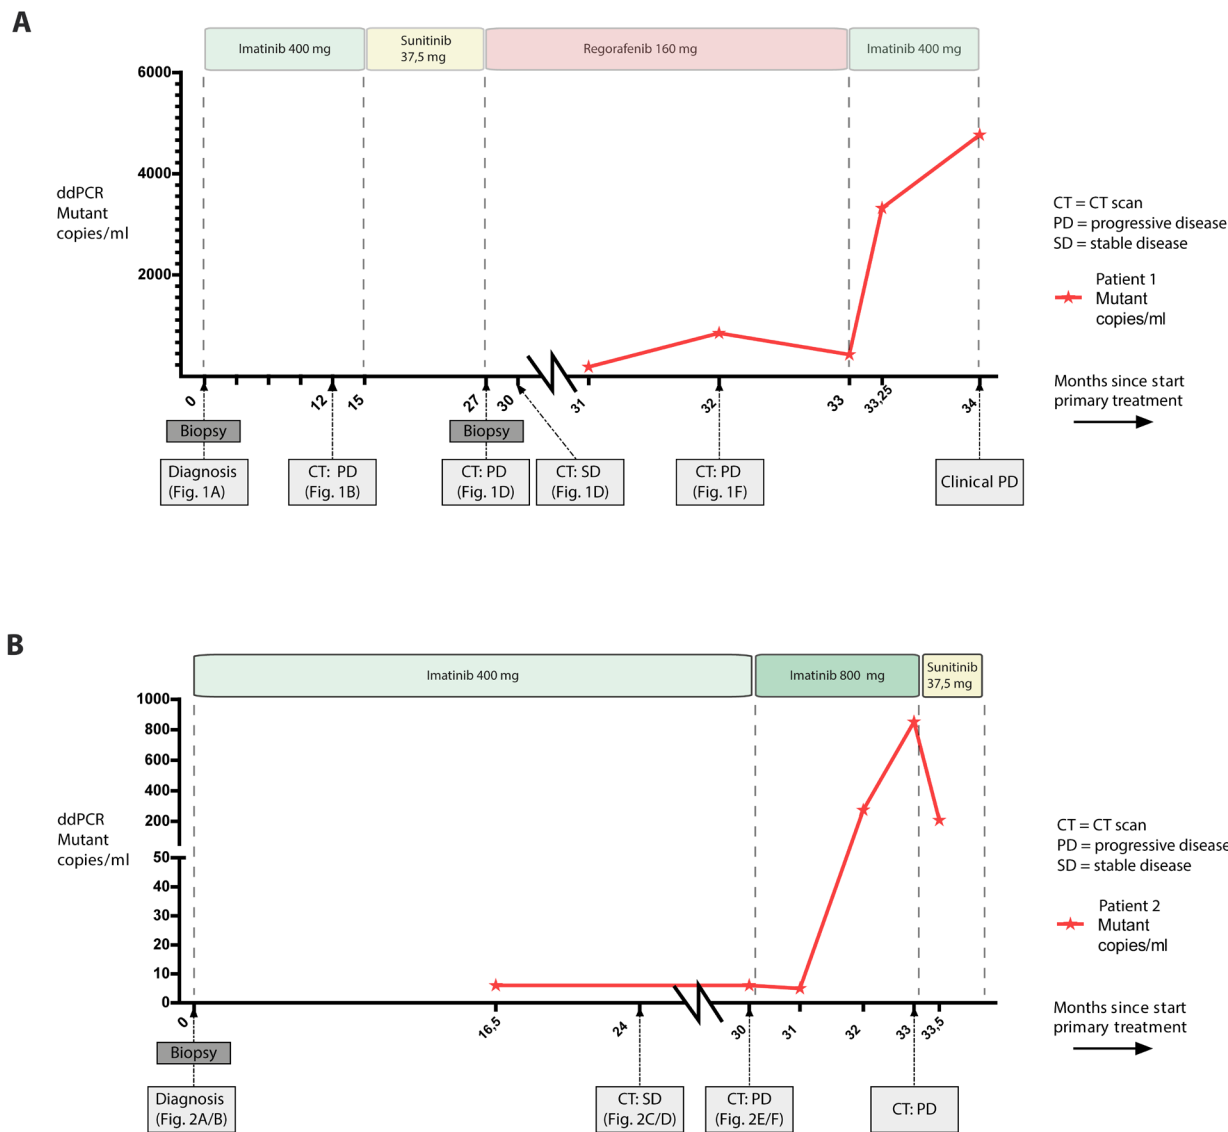 A
Imatinib 400 mg
Sunitinib
37,5 mg
Regorafenib 160 mg
Imatinib 400 mg
6000
4000
2000
ddPCR
Mutant
copies/ml
CT = CT scan
PD = progressive disease
SD = stable disease
Patient 1
Mutant
copies/ml
Months since start
primary treatment
0
12
15
27
30
31
32
33
33,25
34
Biopsy
Biopsy
Diagnosis
(Fig. 1A)
CT: PD
(Fig. 1B)
CT: PD
(Fig. 1D)
CT: SD
(Fig. 1D)
CT: PD
(Fig. 1F)
Clinical PD
B
Imatinib 400 mg
Imatinib 800 mg
Sunitinib
37,5 mg
1000
800
600
400
200
50
40
30
20
10
0
ddPCR
Mutant
copies/ml
CT = CT scan
PD = progressive disease
SD = stable disease
Patient 2
Mutant
copies/ml
Months since start
primary treatment
0
16,5
24
30
31
32
33
33,5
Biopsy
Diagnosis
(Fig. 2A/B)
CT: SD
(Fig. 2C/D)
CT: PD
(Fig. 2E/F)
CT: PD